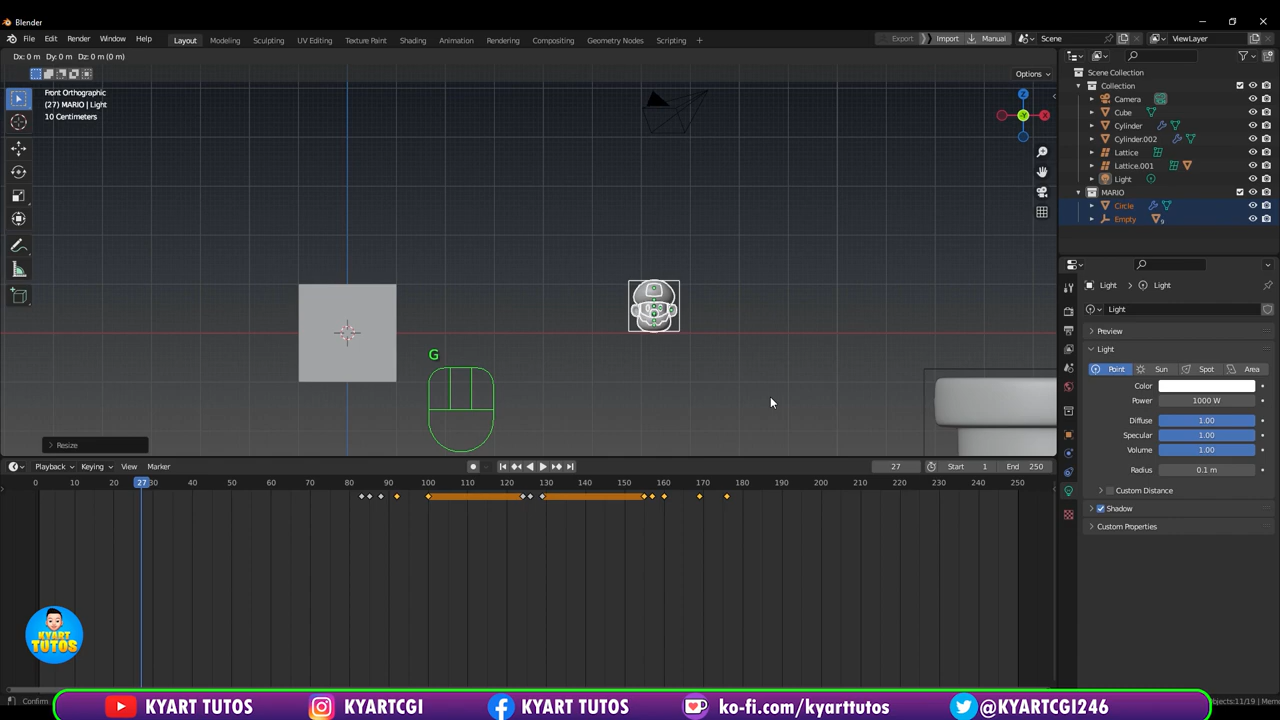 Blender
File Edit Render Window Help
Layout Modeling Sculpting UV Editing Texture Paint Shading Animation Rendering Compositing Geometry Nodes Scripting +
Export Import Manual Scene ViewLayer
Dx: 0 m Dy: 0 m Dz: 0 m (0 m)
Options
Front Orthographic
(27) MARIO | Light
10 Centimeters
Z
X
-Y
G
Resize
Scene Collection
Collection
Camera
Cube
Cylinder
Cylinder.002
Lattice
Lattice.001
Light
MARIO
Circle
Empty
9
Light Light
Light
Preview
Light
Point Sun Spot Area
Color
Power 1000 W
Diffuse 1.00
Specular 1.00
Volume 1.00
Radius 0.1 m
Custom Distance
Shadow
Custom Properties
Playback Keying View Marker
27 Start 1 End 250
0 10 20 27 40 50 60 70 80 90 100 110 120 130 140 150 160 170 180 190 200 210 220 230 240 250
KYART
TUTOS
Confirm
KYART TUTOS KYARTCGI KYART TUTOS ko-fi.com/kyarttutos @KYARTCGI246